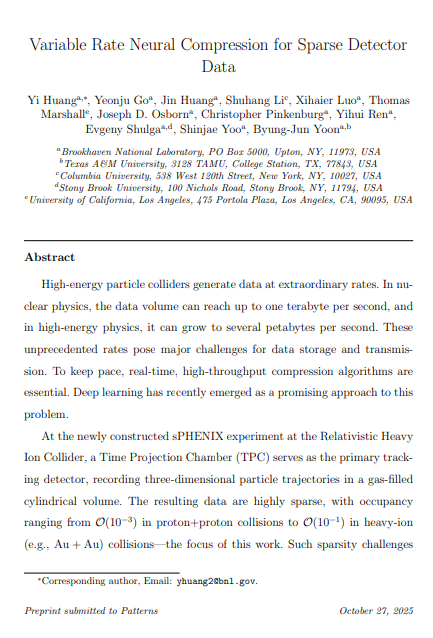 Variable Rate Neural Compression for Sparse Detector
Data
Yi Huangᵃ,*, Yeonju Goᵃ, Jin Huangᵃ, Shuhang Liᶜ, Xihaier Luoᵃ, Thomas
Marshallᵉ, Joseph D. Osbornᵃ, Christopher Pinkenburgᵃ, Yihui Renᵃ,
Evgeny Shulgaᵃ,ᵈ, Shinjae Yooᵃ, Byung-Jun Yoonᵃ,ᵇ
ᵃBrookhaven National Laboratory, PO Box 5000, Upton, NY, 11973, USA
ᵇTexas A&M University, 3128 TAMU, College Station, TX, 77843, USA
ᶜColumbia University, 538 West 120th Street, New York, NY, 10027, USA
ᵈStony Brook University, 100 Nichols Road, Stony Brook, NY, 11794, USA
ᵉUniversity of California, Los Angeles, 475 Portola Plaza, Los Angeles, CA, 90095, USA
Abstract
High-energy particle colliders generate data at extraordinary rates. In nu-
clear physics, the data volume can reach up to one terabyte per second, and
in high-energy physics, it can grow to several petabytes per second. These
unprecedented rates pose major challenges for data storage and transmis-
sion. To keep pace, real-time, high-throughput compression algorithms are
essential. Deep learning has recently emerged as a promising approach to this
problem.
At the newly constructed sPHENIX experiment at the Relativistic Heavy
Ion Collider, a Time Projection Chamber (TPC) serves as the primary track-
ing detector, recording three-dimensional particle trajectories in a gas-filled
cylindrical volume. The resulting data are highly sparse, with occupancy
ranging from O(10⁻³) in proton+proton collisions to O(10⁻¹) in heavy-ion
(e.g., Au + Au) collisions—the focus of this work. Such sparsity challenges
*Corresponding author, Email: yhuang2@bnl.gov.
Preprint submitted to Patterns October 27, 2025